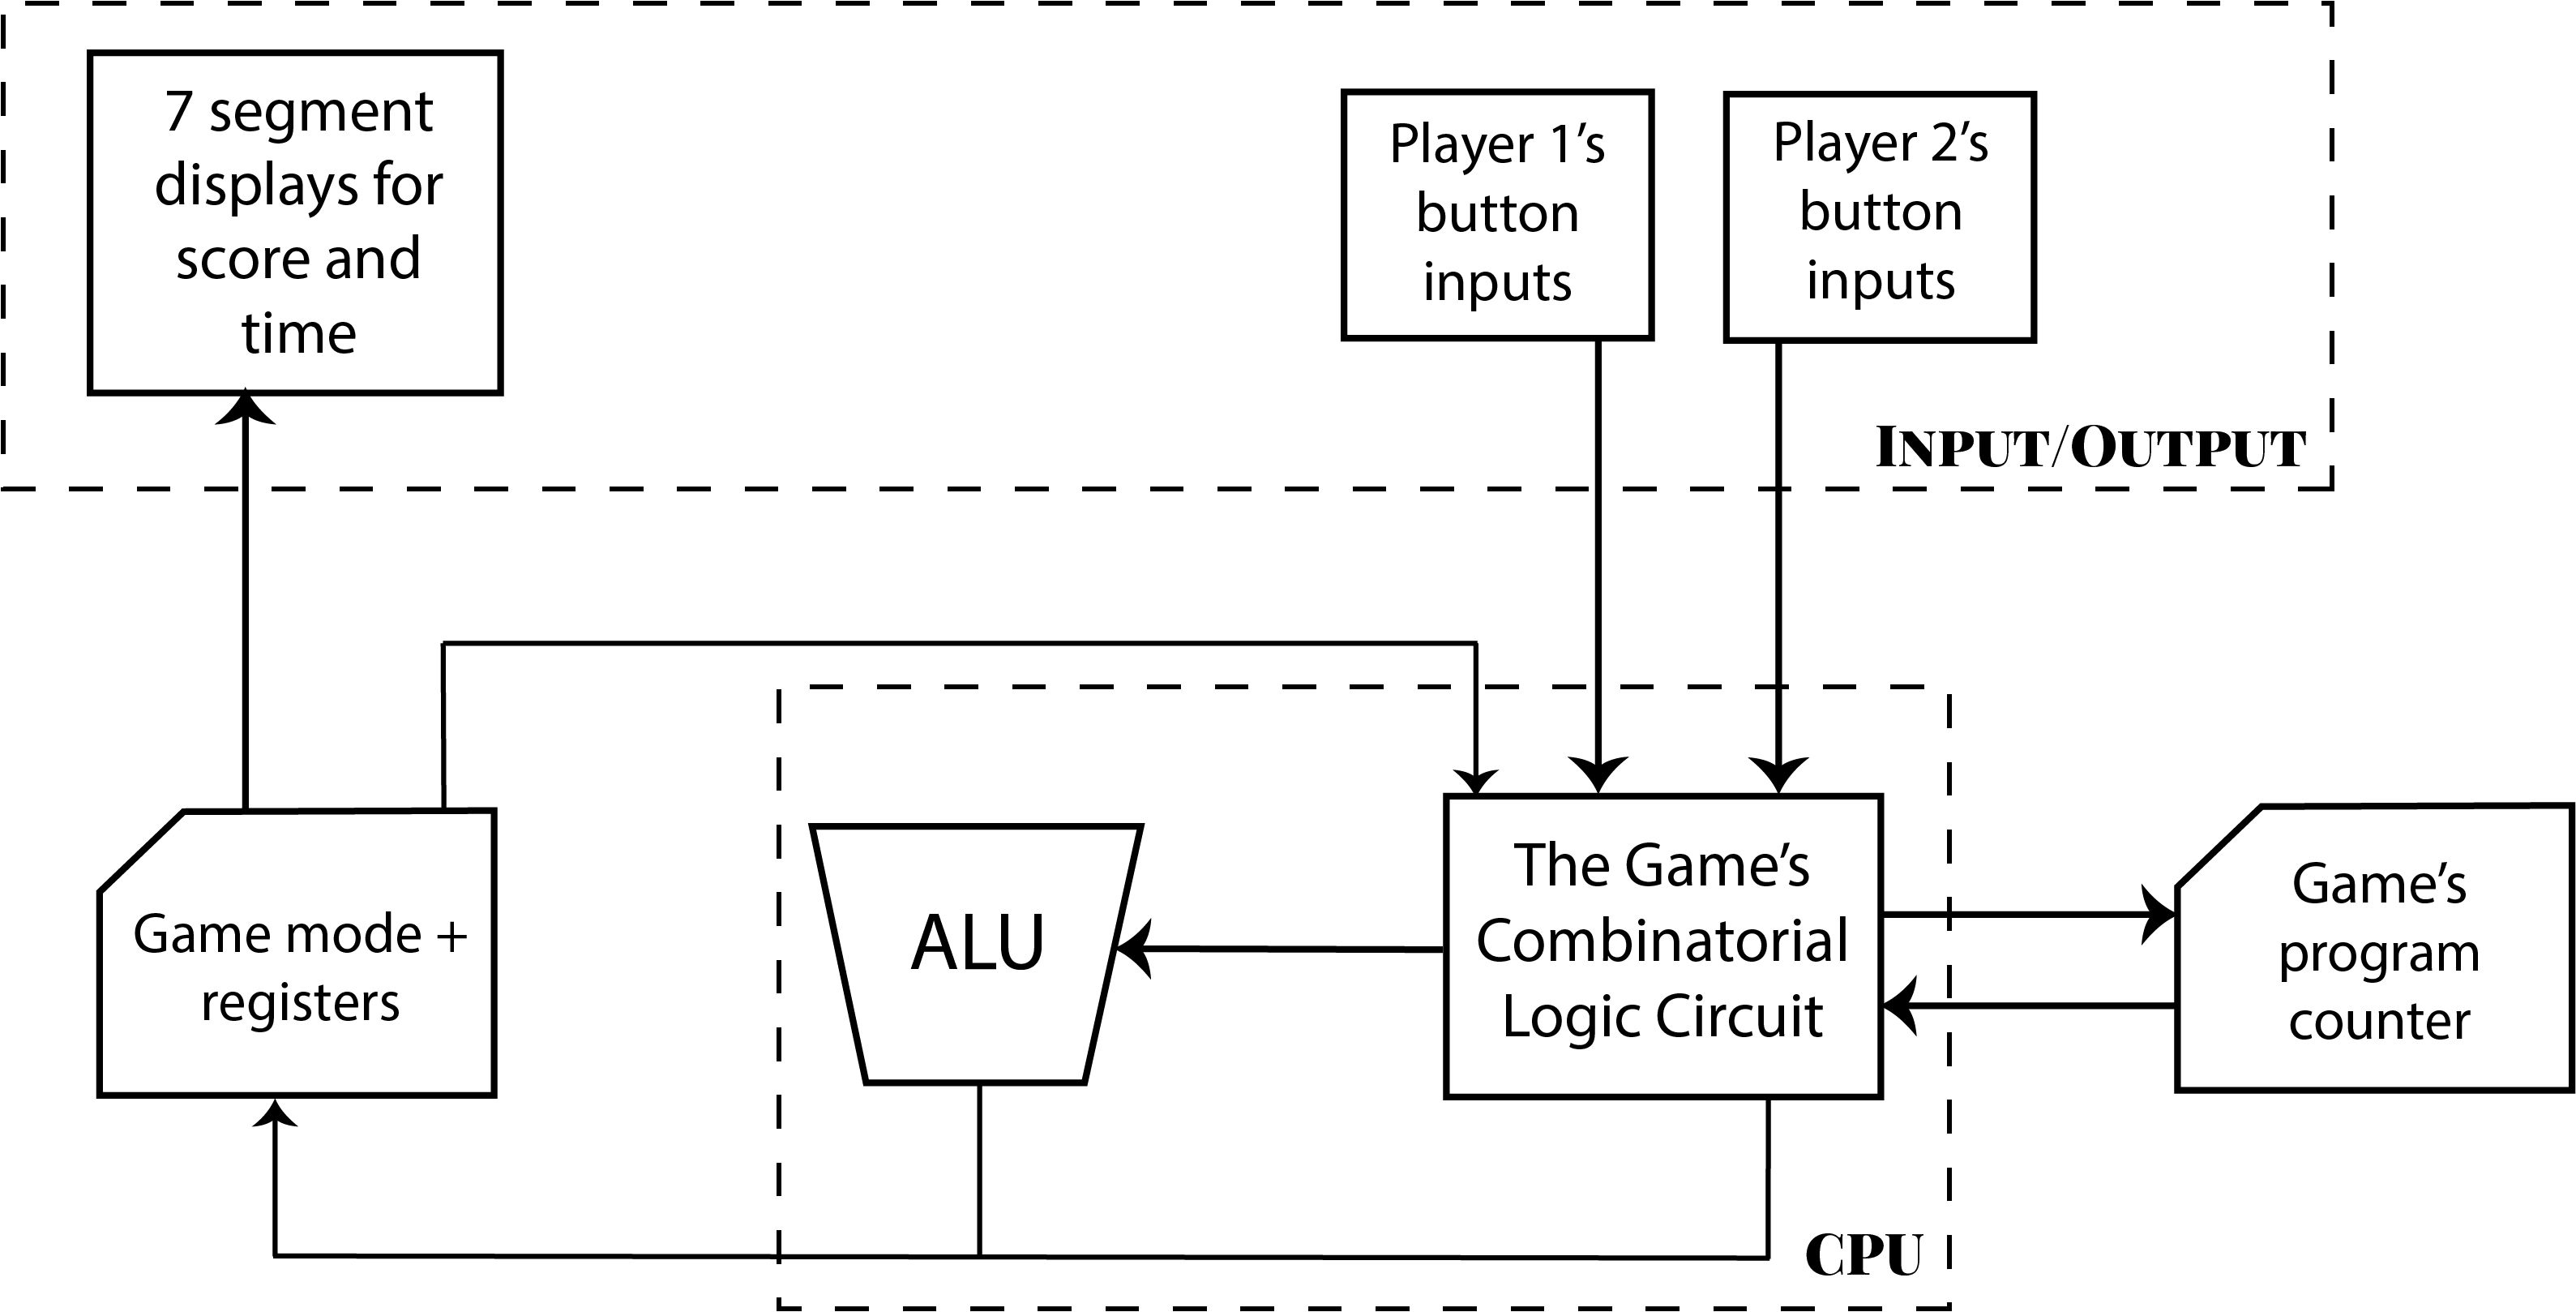 7 segment
displays for
score and
time
Player 1’s
button
inputs
Player 2’s
button
inputs
INPUT/OUTPUT
Game mode +
registers
ALU
The Game’s
Combinatorial
Logic Circuit
Game’s
program
counter
CPU